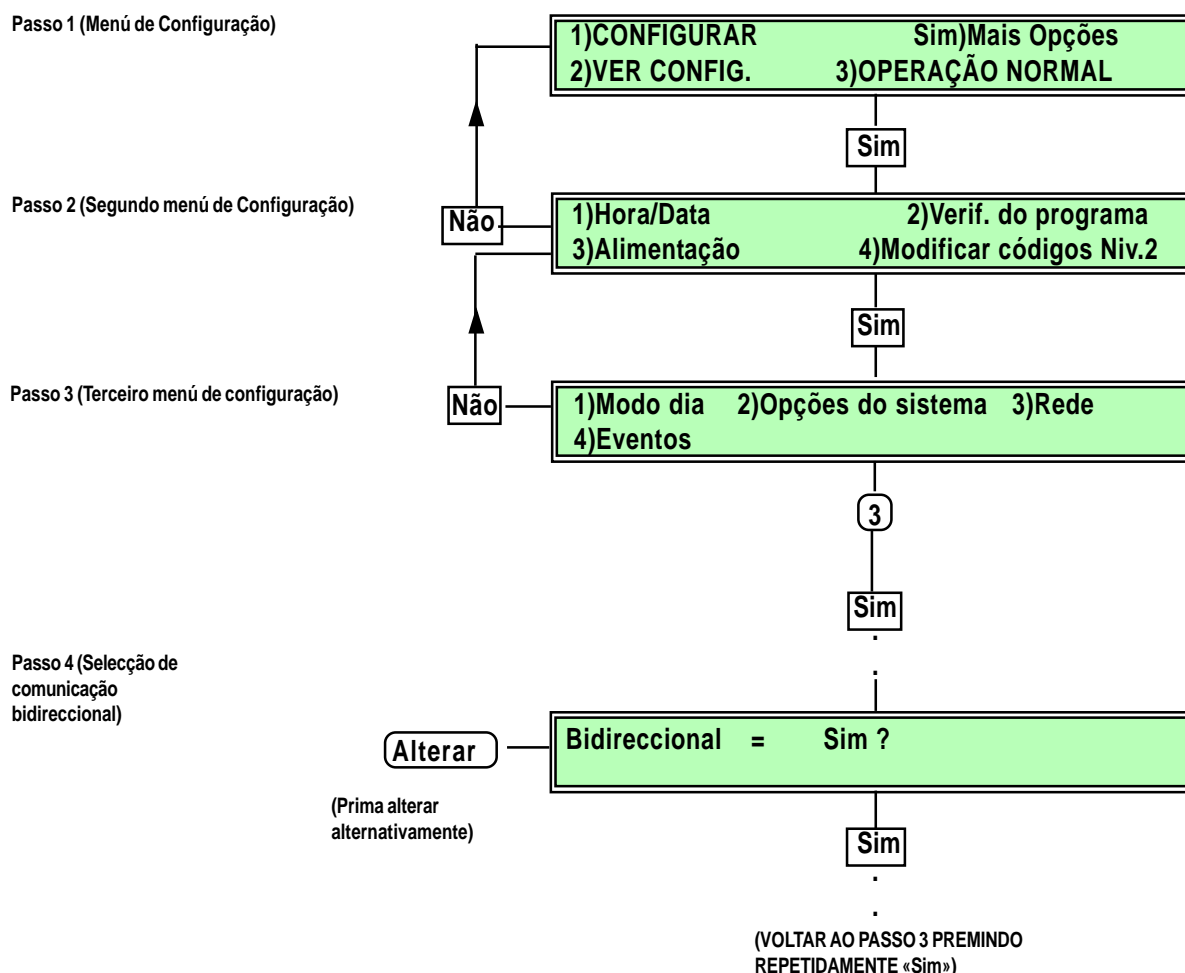 Passo 1 (Menú de Configuração)
1)CONFIGURAR Sim)Mais Opções
2)VER CONFIG. 3)OPERAÇÃO NORMAL
Sim
Passo 2 (Segundo menú de Configuração)
Não
1)Hora/Data 2)Verif. do programa
3)Alimentação 4)Modificar códigos Niv.2
Sim
Passo 3 (Terceiro menú de configuração)
Não
1)Modo dia 2)Opções do sistema 3)Rede
4)Eventos
3
Sim
.
.
Passo 4 (Selecção de
comunicação
bidireccional)
Alterar
Bidireccional = Sim ?
(Prima alterar
alternativamente)
Sim
.
.
(VOLTAR AO PASSO 3 PREMINDO
REPETIDAMENTE «Sim»)